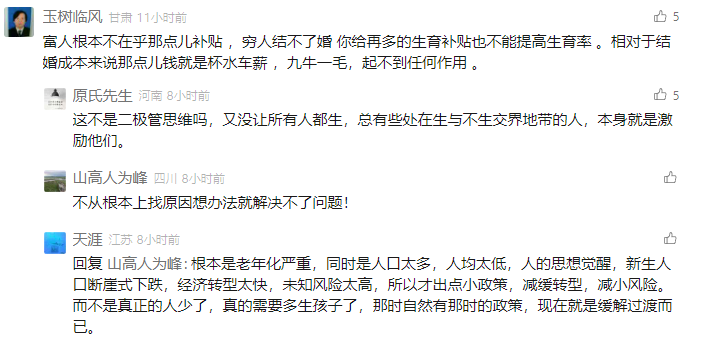 玉树临风 甘肃 11小时前 5
富人根本不在乎那点儿补贴 ，穷人结不了婚 你给再多的生育补贴也不能提高生育率 。相对于结
婚成本来说那点儿钱就是杯水车薪 ，九牛一毛，起不到任何作用 。
原氏先生 河南 8小时前 5
这不是二极管思维吗，又没让所有人都生，总有些处在生与不生交界地带的人，本身就是激
励他们。
山高人为峰 四川 8小时前
不从根本上找原因想办法就解决不了问题！
天涯 江苏 8小时前
回复 山高人为峰: 根本是老年化严重，同时是人口太多，人均太低，人的思想觉醒，新生人
口断崖式下跌，经济转型太快，未知风险太高，所以才出点小政策，减缓转型，减小风险。
而不是真正的人少了，真的需要多生孩子了，那时自然有那时的政策，现在就是缓解过渡而
已。